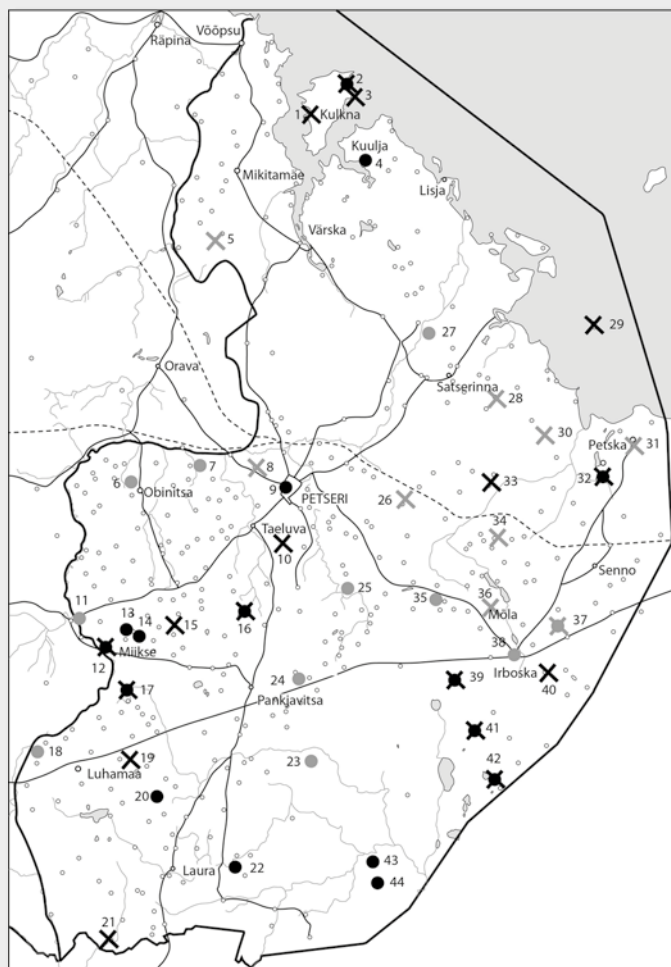 Räpina
Võõpsu
2
3
1
Kulkna
Kuulja
4
Mikitamäe
Lisja
5
Värska
29
27
Orava
Satserinna
28
30
Petska
31
7
8
6
Obinitsa
9
PETSERI
33
32
26
Taeluva
34
10
Senno
25
35
36
11
13
14
15
16
Mõla
37
12
Miikse
38
17
24
39
Irboska
40
Pankjavitsa
18
19
41
23
Luhamaa
42
20
43
22
Laura
44
21